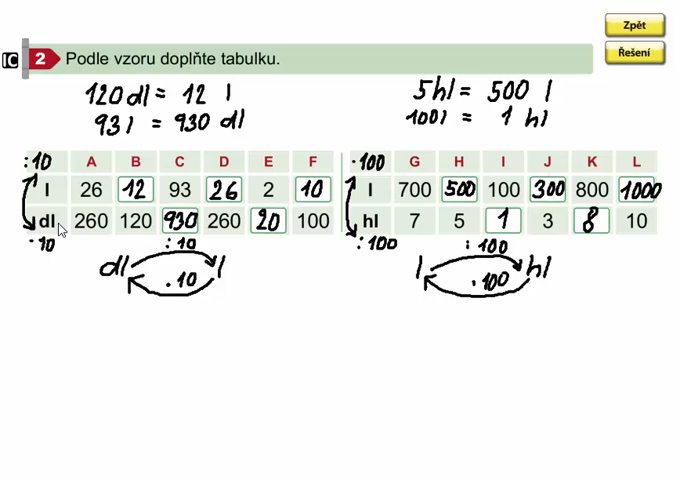 Zpět
Řešení
2 Podle vzoru doplňte tabulku.
120 dl = 12 l
93 l = 930 dl
5 hl = 500 l
100 l = 1 hl
:10 A B C D E F
l 26 12 93 26 2 10
dl 260 120 930 260 20 100
·10
·100 G H I J K L
l 700 500 100 300 800 1000
hl 7 5 1 3 8 10
:100
:10
dl l
·10
:100
l hl
·100